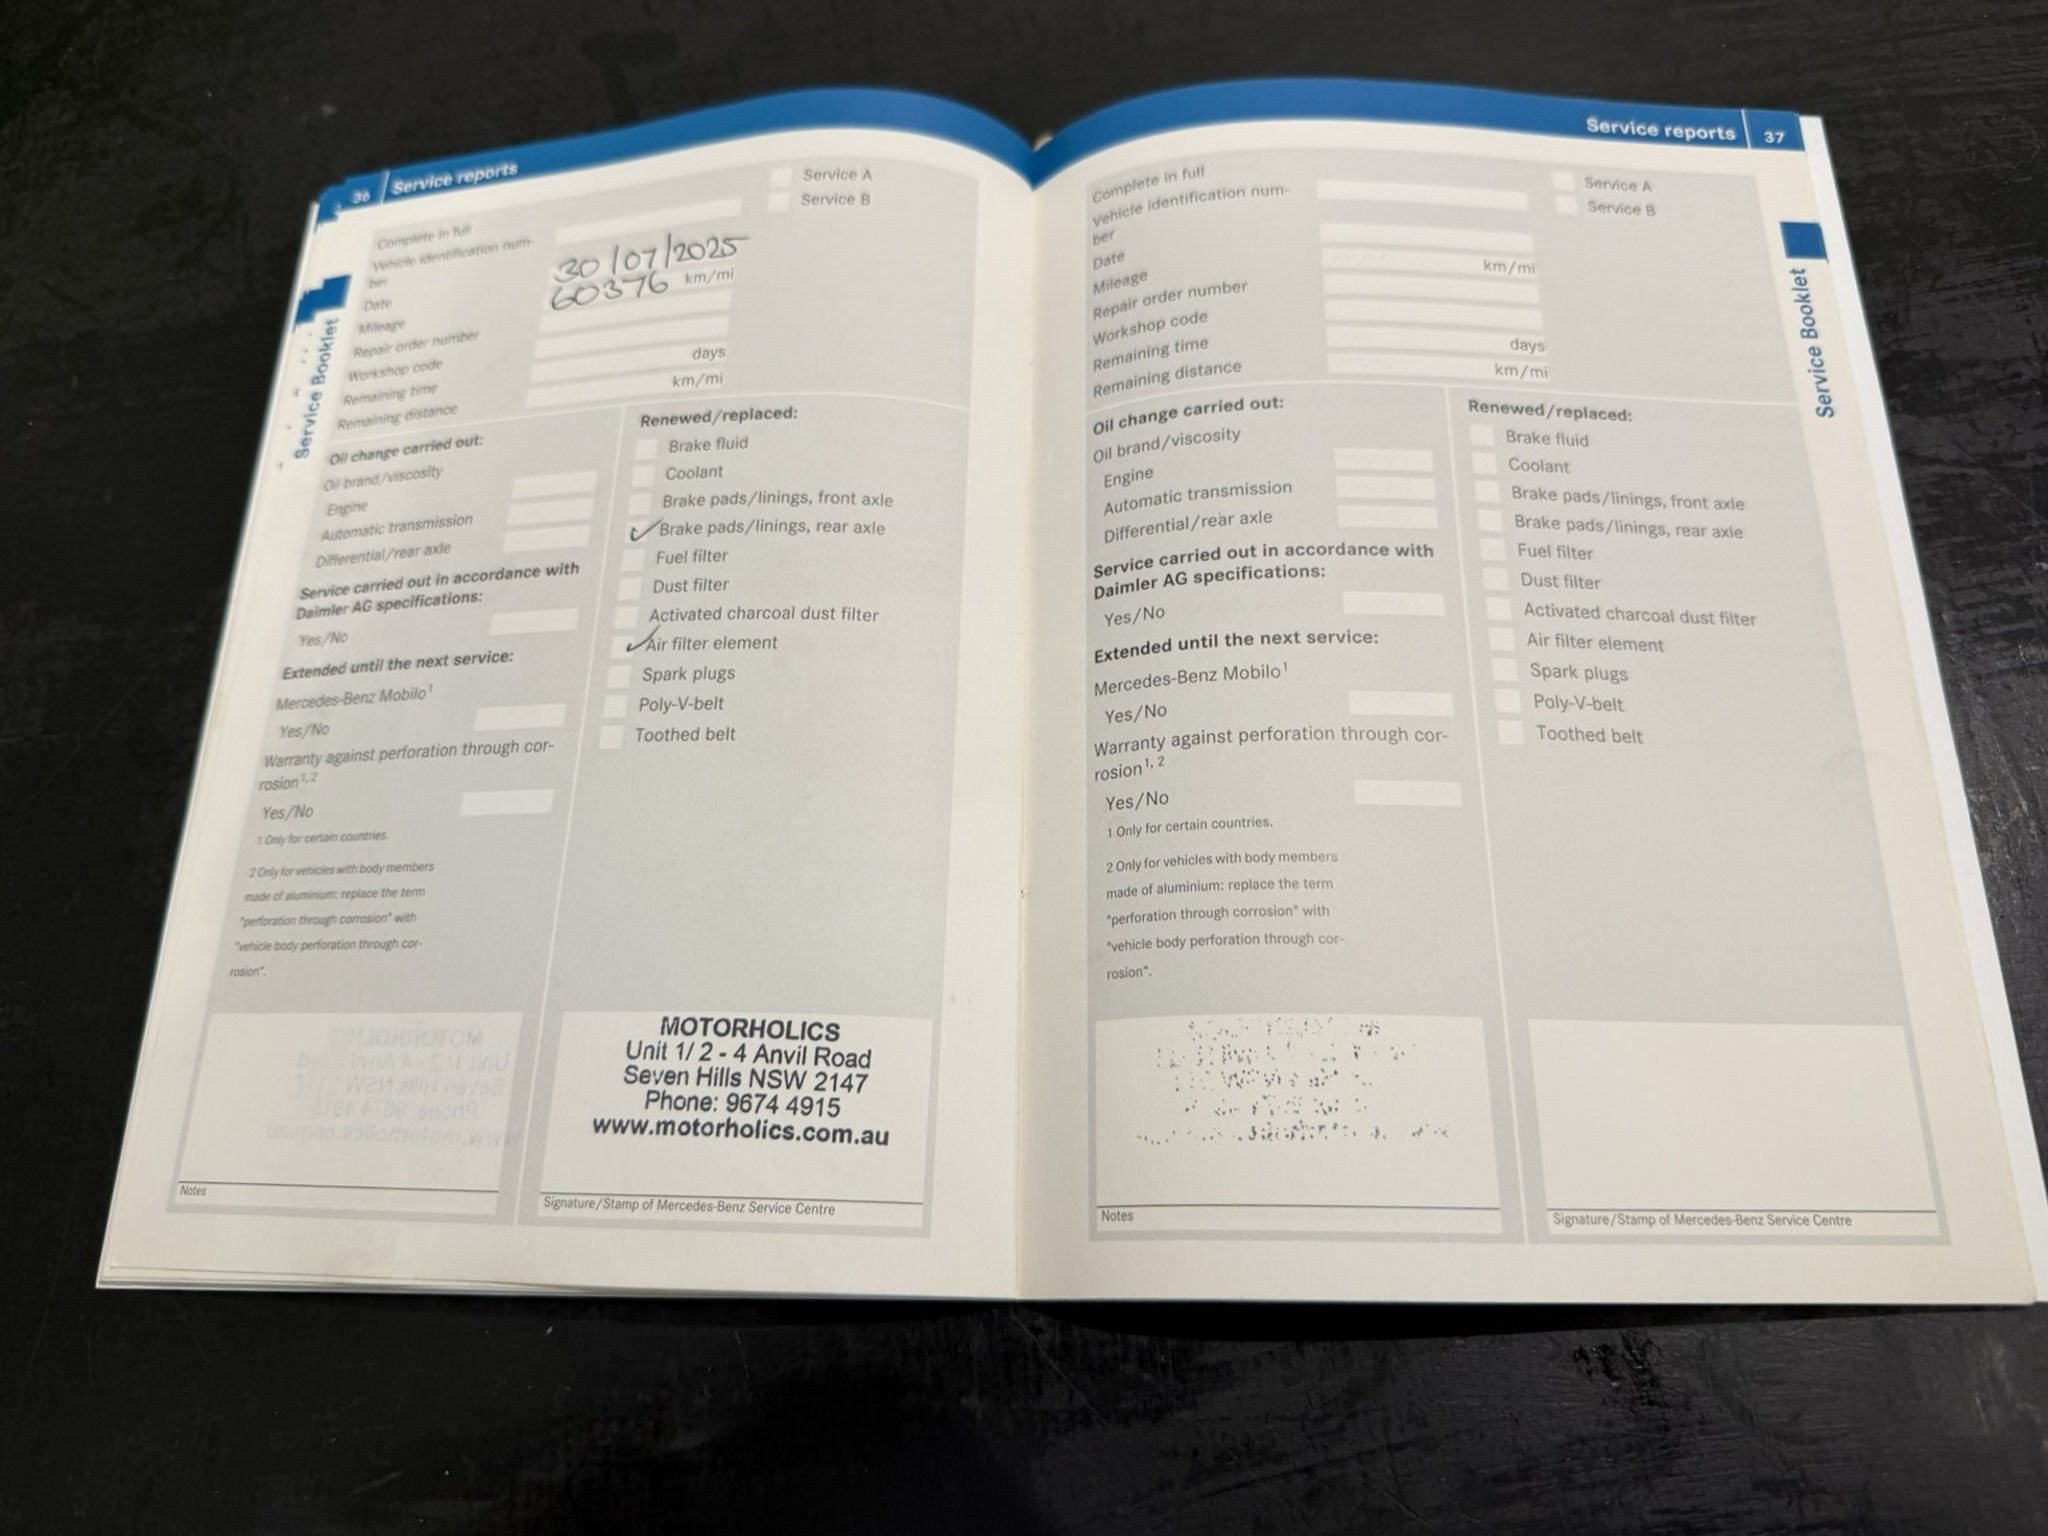 36 Service reports
Service A
Service B
Complete in full
Vehicle identification num-
ber
Date 30/07/2025
Mileage 60376 km/mi
Repair order number
Workshop code
Remaining time days
Remaining distance km/mi
Service Booklet
Oil change carried out:
Oil brand/viscosity
Engine
Automatic transmission
Differential/rear axle
Service carried out in accordance with
Daimler AG specifications:
Yes/No
Extended until the next service:
Mercedes-Benz Mobilo1
Yes/No
Warranty against perforation through cor-
rosion1, 2
Yes/No
1 Only for certain countries.
2 Only for vehicles with body members
made of aluminium: replace the term
"perforation through corrosion" with
"vehicle body perforation through cor-
rosion".
Renewed/replaced:
Brake fluid
Coolant
Brake pads/linings, front axle
✓ Brake pads/linings, rear axle
Fuel filter
Dust filter
Activated charcoal dust filter
✓ Air filter element
Spark plugs
Poly-V-belt
Toothed belt
Notes
MOTORHOLICS
Unit 1/ 2 - 4 Anvil Road
Seven Hills NSW 2147
Phone: 9674 4915
www.motorholics.com.au
Signature/Stamp of Mercedes-Benz Service Centre
Service reports 37
Service A
Service B
Complete in full
Vehicle identification num-
ber
Date
Mileage km/mi
Repair order number
Workshop code
Remaining time days
Remaining distance km/mi
Service Booklet
Oil change carried out:
Oil brand/viscosity
Engine
Automatic transmission
Differential/rear axle
Service carried out in accordance with
Daimler AG specifications:
Yes/No
Extended until the next service:
Mercedes-Benz Mobilo1
Yes/No
Warranty against perforation through cor-
rosion1, 2
Yes/No
1 Only for certain countries.
2 Only for vehicles with body members
made of aluminium: replace the term
"perforation through corrosion" with
"vehicle body perforation through cor-
rosion".
Renewed/replaced:
Brake fluid
Coolant
Brake pads/linings, front axle
Brake pads/linings, rear axle
Fuel filter
Dust filter
Activated charcoal dust filter
Air filter element
Spark plugs
Poly-V-belt
Toothed belt
Notes
Signature/Stamp of Mercedes-Benz Service Centre